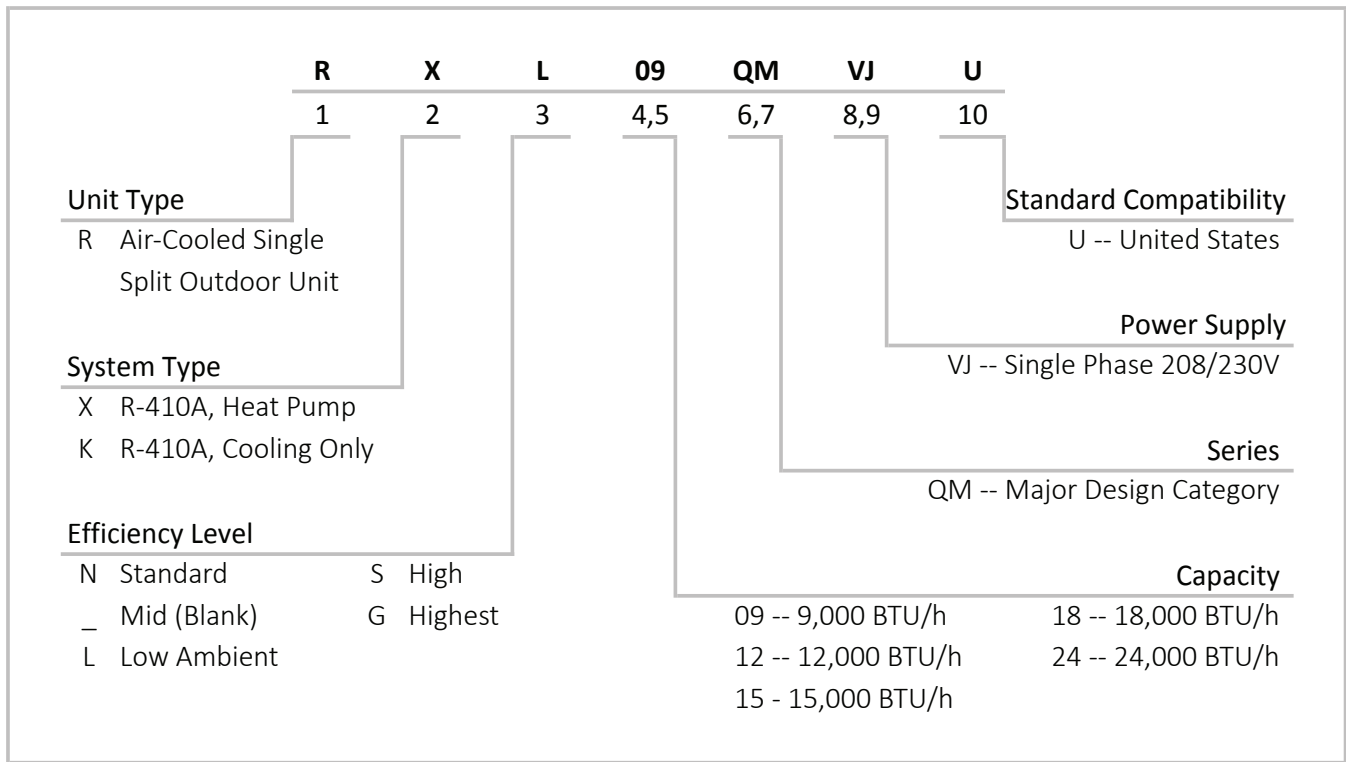 R X L 09 QM VJ U
1 2 3 4,5 6,7 8,9 10
Unit Type
R Air-Cooled Single
Split Outdoor Unit
System Type
X R-410A, Heat Pump
K R-410A, Cooling Only
Efficiency Level
N Standard S High
_ Mid (Blank) G Highest
L Low Ambient
Standard Compatibility
U -- United States
Power Supply
VJ -- Single Phase 208/230V
Series
QM -- Major Design Category
Capacity
09 -- 9,000 BTU/h 18 -- 18,000 BTU/h
12 -- 12,000 BTU/h 24 -- 24,000 BTU/h
15 - 15,000 BTU/h